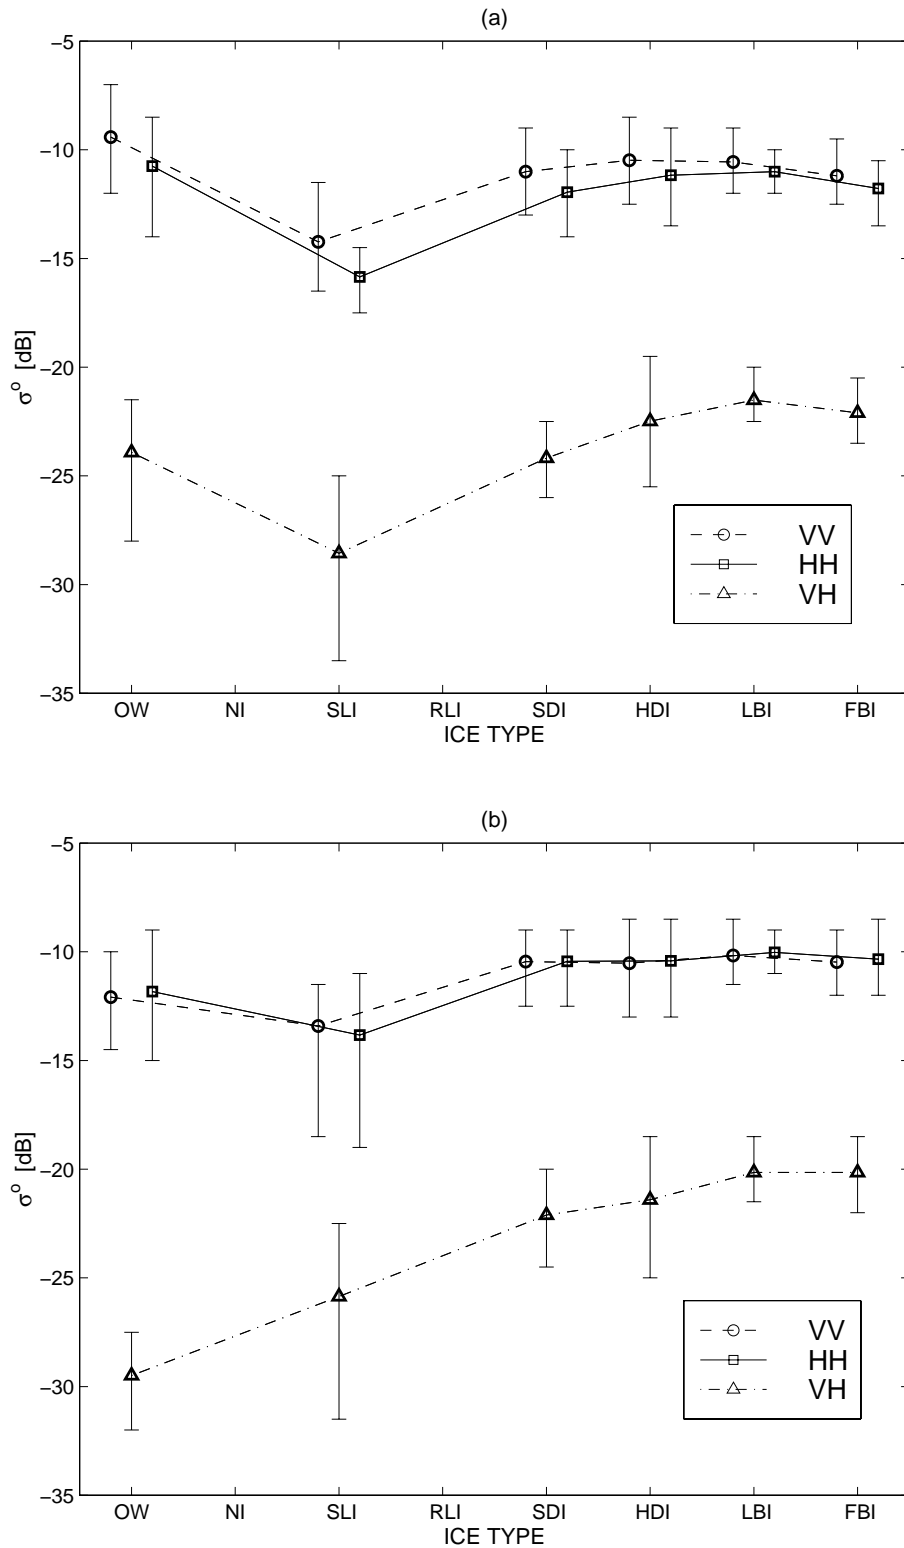 (a)
−5
−10
−15
−20
−25
−30
−35
σ° [dB]
VV
HH
VH
OW NI SLI RLI SDI HDI LBI FBI
ICE TYPE
(b)
−5
−10
−15
−20
−25
−30
−35
σ° [dB]
VV
HH
VH
OW NI SLI RLI SDI HDI LBI FBI
ICE TYPE